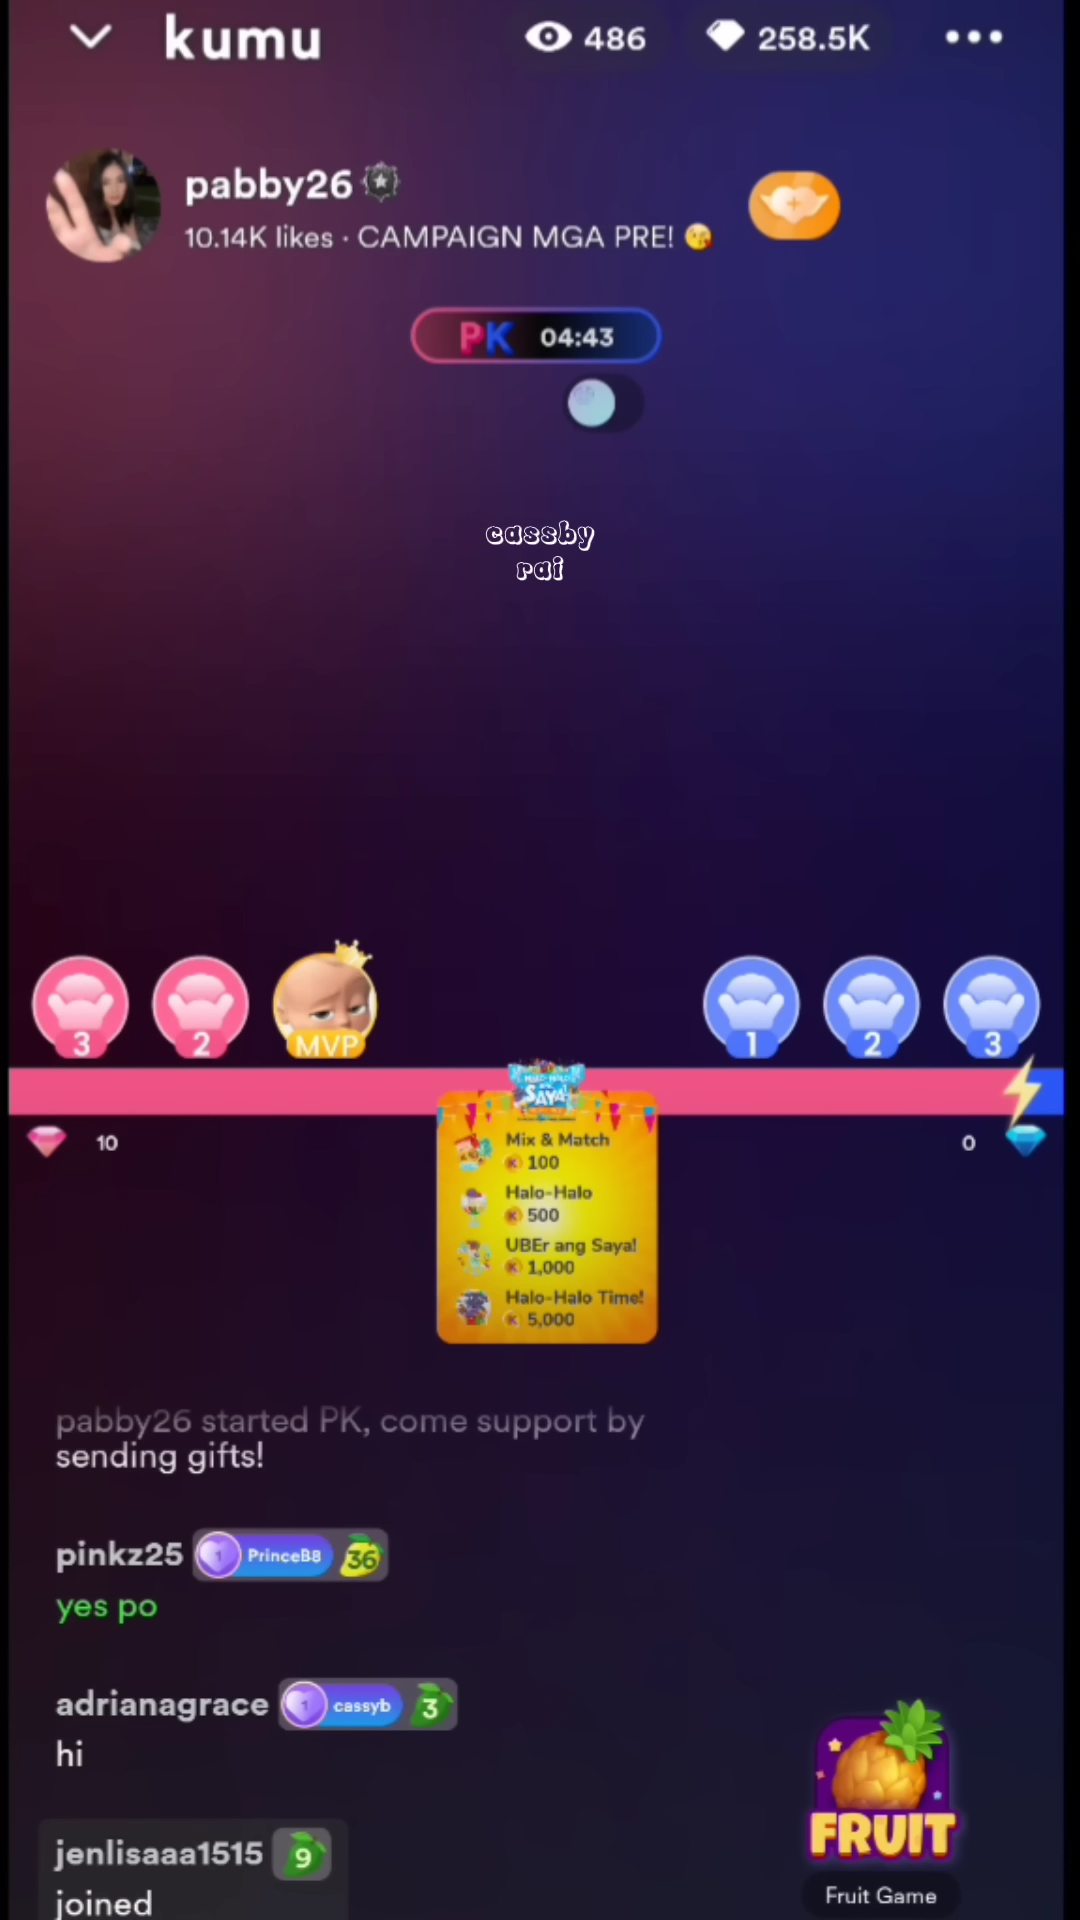 kumu
486
258.5K
pabby26
10.14K likes · CAMPAIGN MGA PRE! 😘
PK 04:43
cassby
rai
3
2
MVP
1
2
3
SAYA!
10
0
Mix & Match
100
Halo-Halo
500
UBEr ang Saya!
1,000
Halo-Halo Time!
5,000
pabby26 started PK, come support by
sending gifts!
pinkz25 1 PrinceB8 36
yes po
adrianagrace 1 cassyb 3
hi
jenlisaaa1515 9
joined
FRUIT
Fruit Game